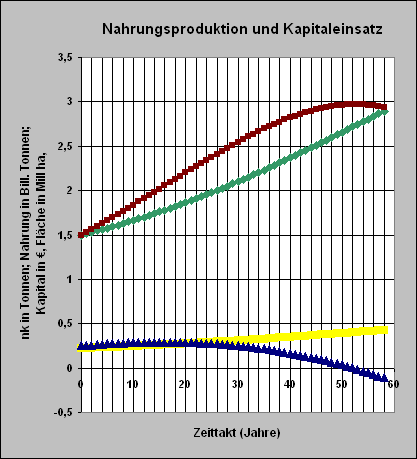 Nahrungsproduktion und Kapitaleinsatz
nk in Tonnen; Nahrung in Bill. Tonnen;
Kapital in €, Fläche in Mill ha,
3,5
3
2,5
2
1,5
1
0,5
0
-0,5
0 10 20 30 40 50 60
Zeittakt (Jahre)